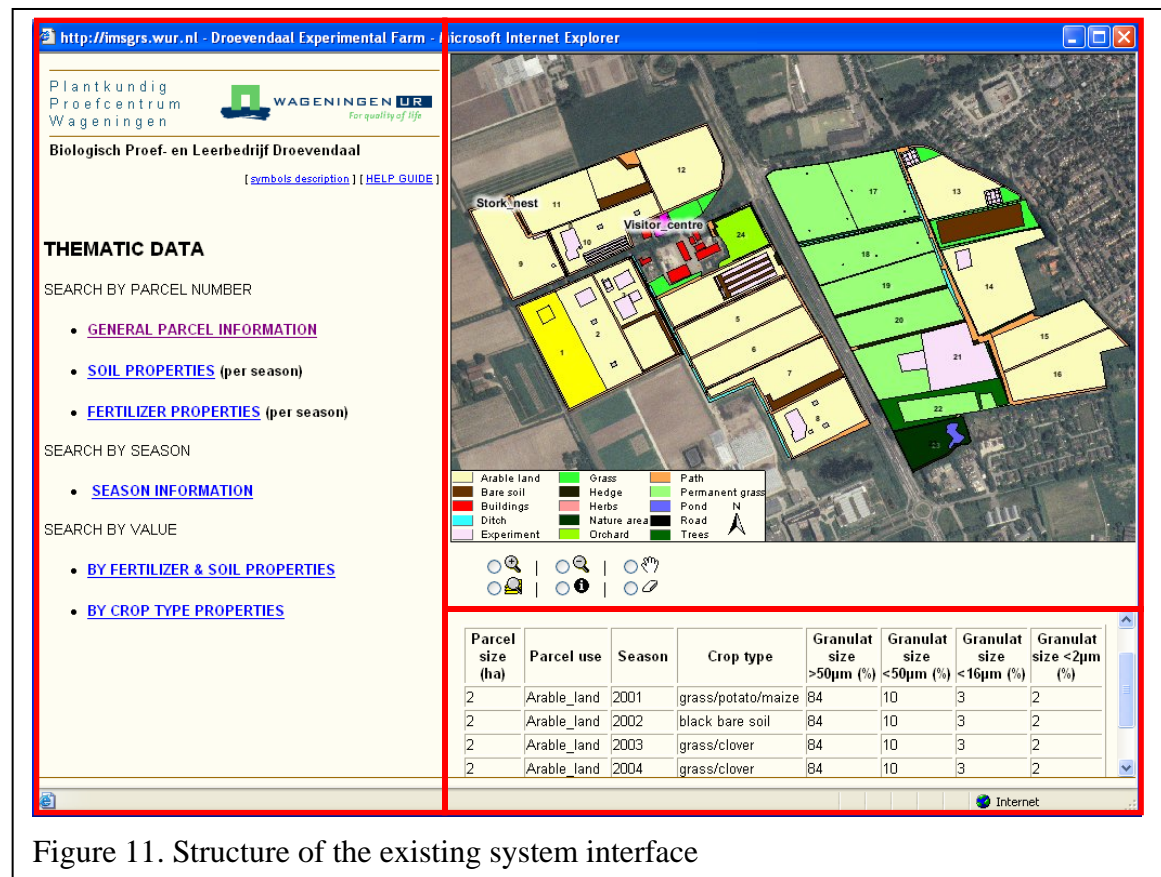 http://imsgrs.wur.nl - Droevendaal Experimental Farm - Microsoft Internet Explorer
Plantkundig
Proefcentrum
Wageningen
WAGENINGEN UR
For quality of life
Biologisch Proef- en Leerbedrijf Droevendaal
[ symbols description ] [ HELP GUIDE ]
THEMATIC DATA
SEARCH BY PARCEL NUMBER
• GENERAL PARCEL INFORMATION
• SOIL PROPERTIES (per season)
• FERTILIZER PROPERTIES (per season)
SEARCH BY SEASON
• SEASON INFORMATION
SEARCH BY VALUE
• BY FERTILIZER & SOIL PROPERTIES
• BY CROP TYPE PROPERTIES
12
17
13
Stork_nest
11
Visitor_centre
24
10
18
9
19
14
5
20
1
2
6
15
21
7
16
22
8
23
Arable land Grass Path
Bare soil Hedge Permanent grass
Buildings Herbs Pond N
Ditch Nature area Road
Experiment Orchard Trees
Parcel size (ha) Parcel use Season Crop type Granulat size >50µm (%) Granulat size <50µm (%) Granulat size <16µm (%) Granulat size <2µm (%)
2 Arable_land 2001 grass/potato/maize 84 10 3 2
2 Arable_land 2002 black bare soil 84 10 3 2
2 Arable_land 2003 grass/clover 84 10 3 2
2 Arable_land 2004 grass/clover 84 10 3 2
Internet
Figure 11. Structure of the existing system interface